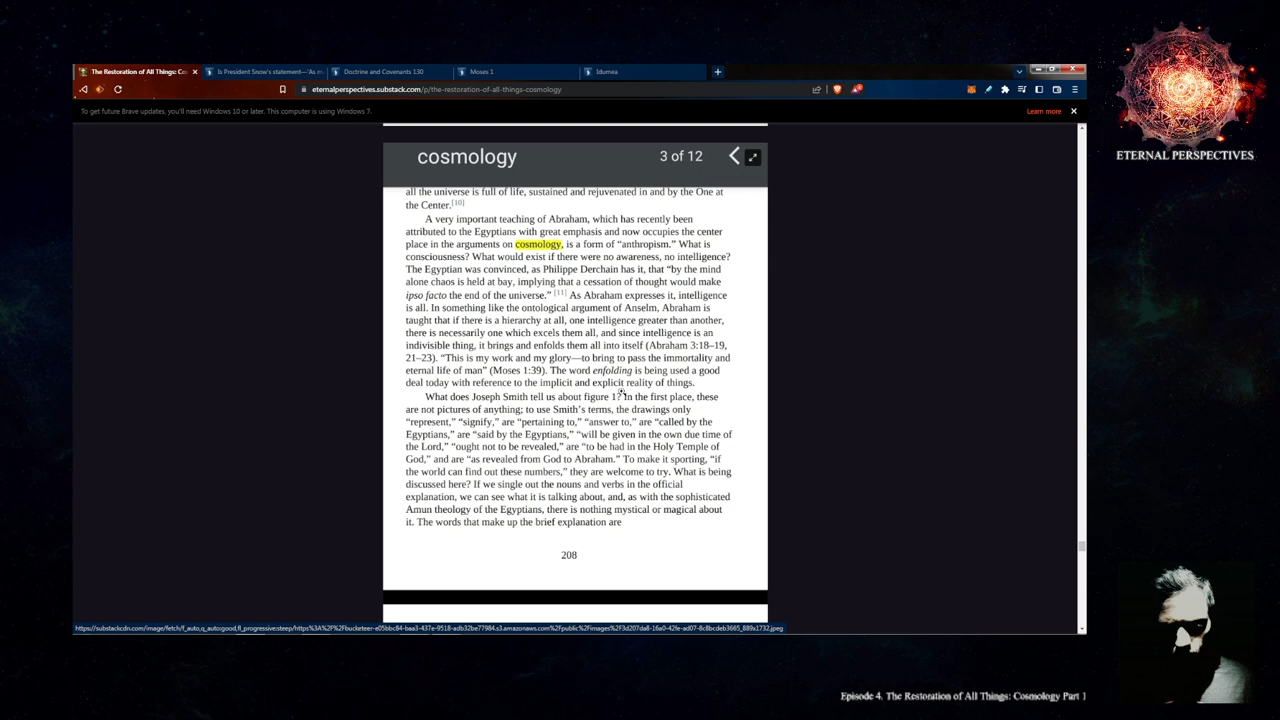 The Restoration of All Things: Co
Is President Snow's statement—'As m
Doctrine and Covenants 130
Moses 1
Idumea
eternalperspectives.substack.com/p/the-restoration-of-all-things-cosmology
To get future Brave updates, you'll need Windows 10 or later. This computer is using Windows 7.
Learn more
ETERNAL PERSPECTIVES
cosmology
3 of 12
all the universe is full of life, sustained and rejuvenated in and by the One at
the Center.[10]
A very important teaching of Abraham, which has recently been
attributed to the Egyptians with great emphasis and now occupies the center
place in the arguments on cosmology, is a form of “anthropism.” What is
consciousness? What would exist if there were no awareness, no intelligence?
The Egyptian was convinced, as Philippe Derchain has it, that “by the mind
alone chaos is held at bay, implying that a cessation of thought would make
ipso facto the end of the universe.” [11] As Abraham expresses it, intelligence
is all. In something like the ontological argument of Anselm, Abraham is
taught that if there is a hierarchy at all, one intelligence greater than another,
there is necessarily one which excels them all, and since intelligence is an
indivisible thing, it brings and enfolds them all into itself (Abraham 3:18–19,
21–23). “This is my work and my glory—to bring to pass the immortality and
eternal life of man” (Moses 1:39). The word enfolding is being used a good
deal today with reference to the implicit and explicit reality of things.
What does Joseph Smith tell us about figure 1? In the first place, these
are not pictures of anything; to use Smith’s terms, the drawings only
“represent,” “signify,” are “pertaining to,” “answer to,” are “called by the
Egyptians,” are “said by the Egyptians,” “will be given in the own due time of
the Lord,” “ought not to be revealed,” are “to be had in the Holy Temple of
God,” and are “as revealed from God to Abraham.” To make it sporting, “if
the world can find out these numbers,” they are welcome to try. What is being
discussed here? If we single out the nouns and verbs in the official
explanation, we can see what it is talking about, and, as with the sophisticated
Amun theology of the Egyptians, there is nothing mystical or magical about
it. The words that make up the brief explanation are
208
Episode 4. The Restoration of All Things: Cosmology Part 1